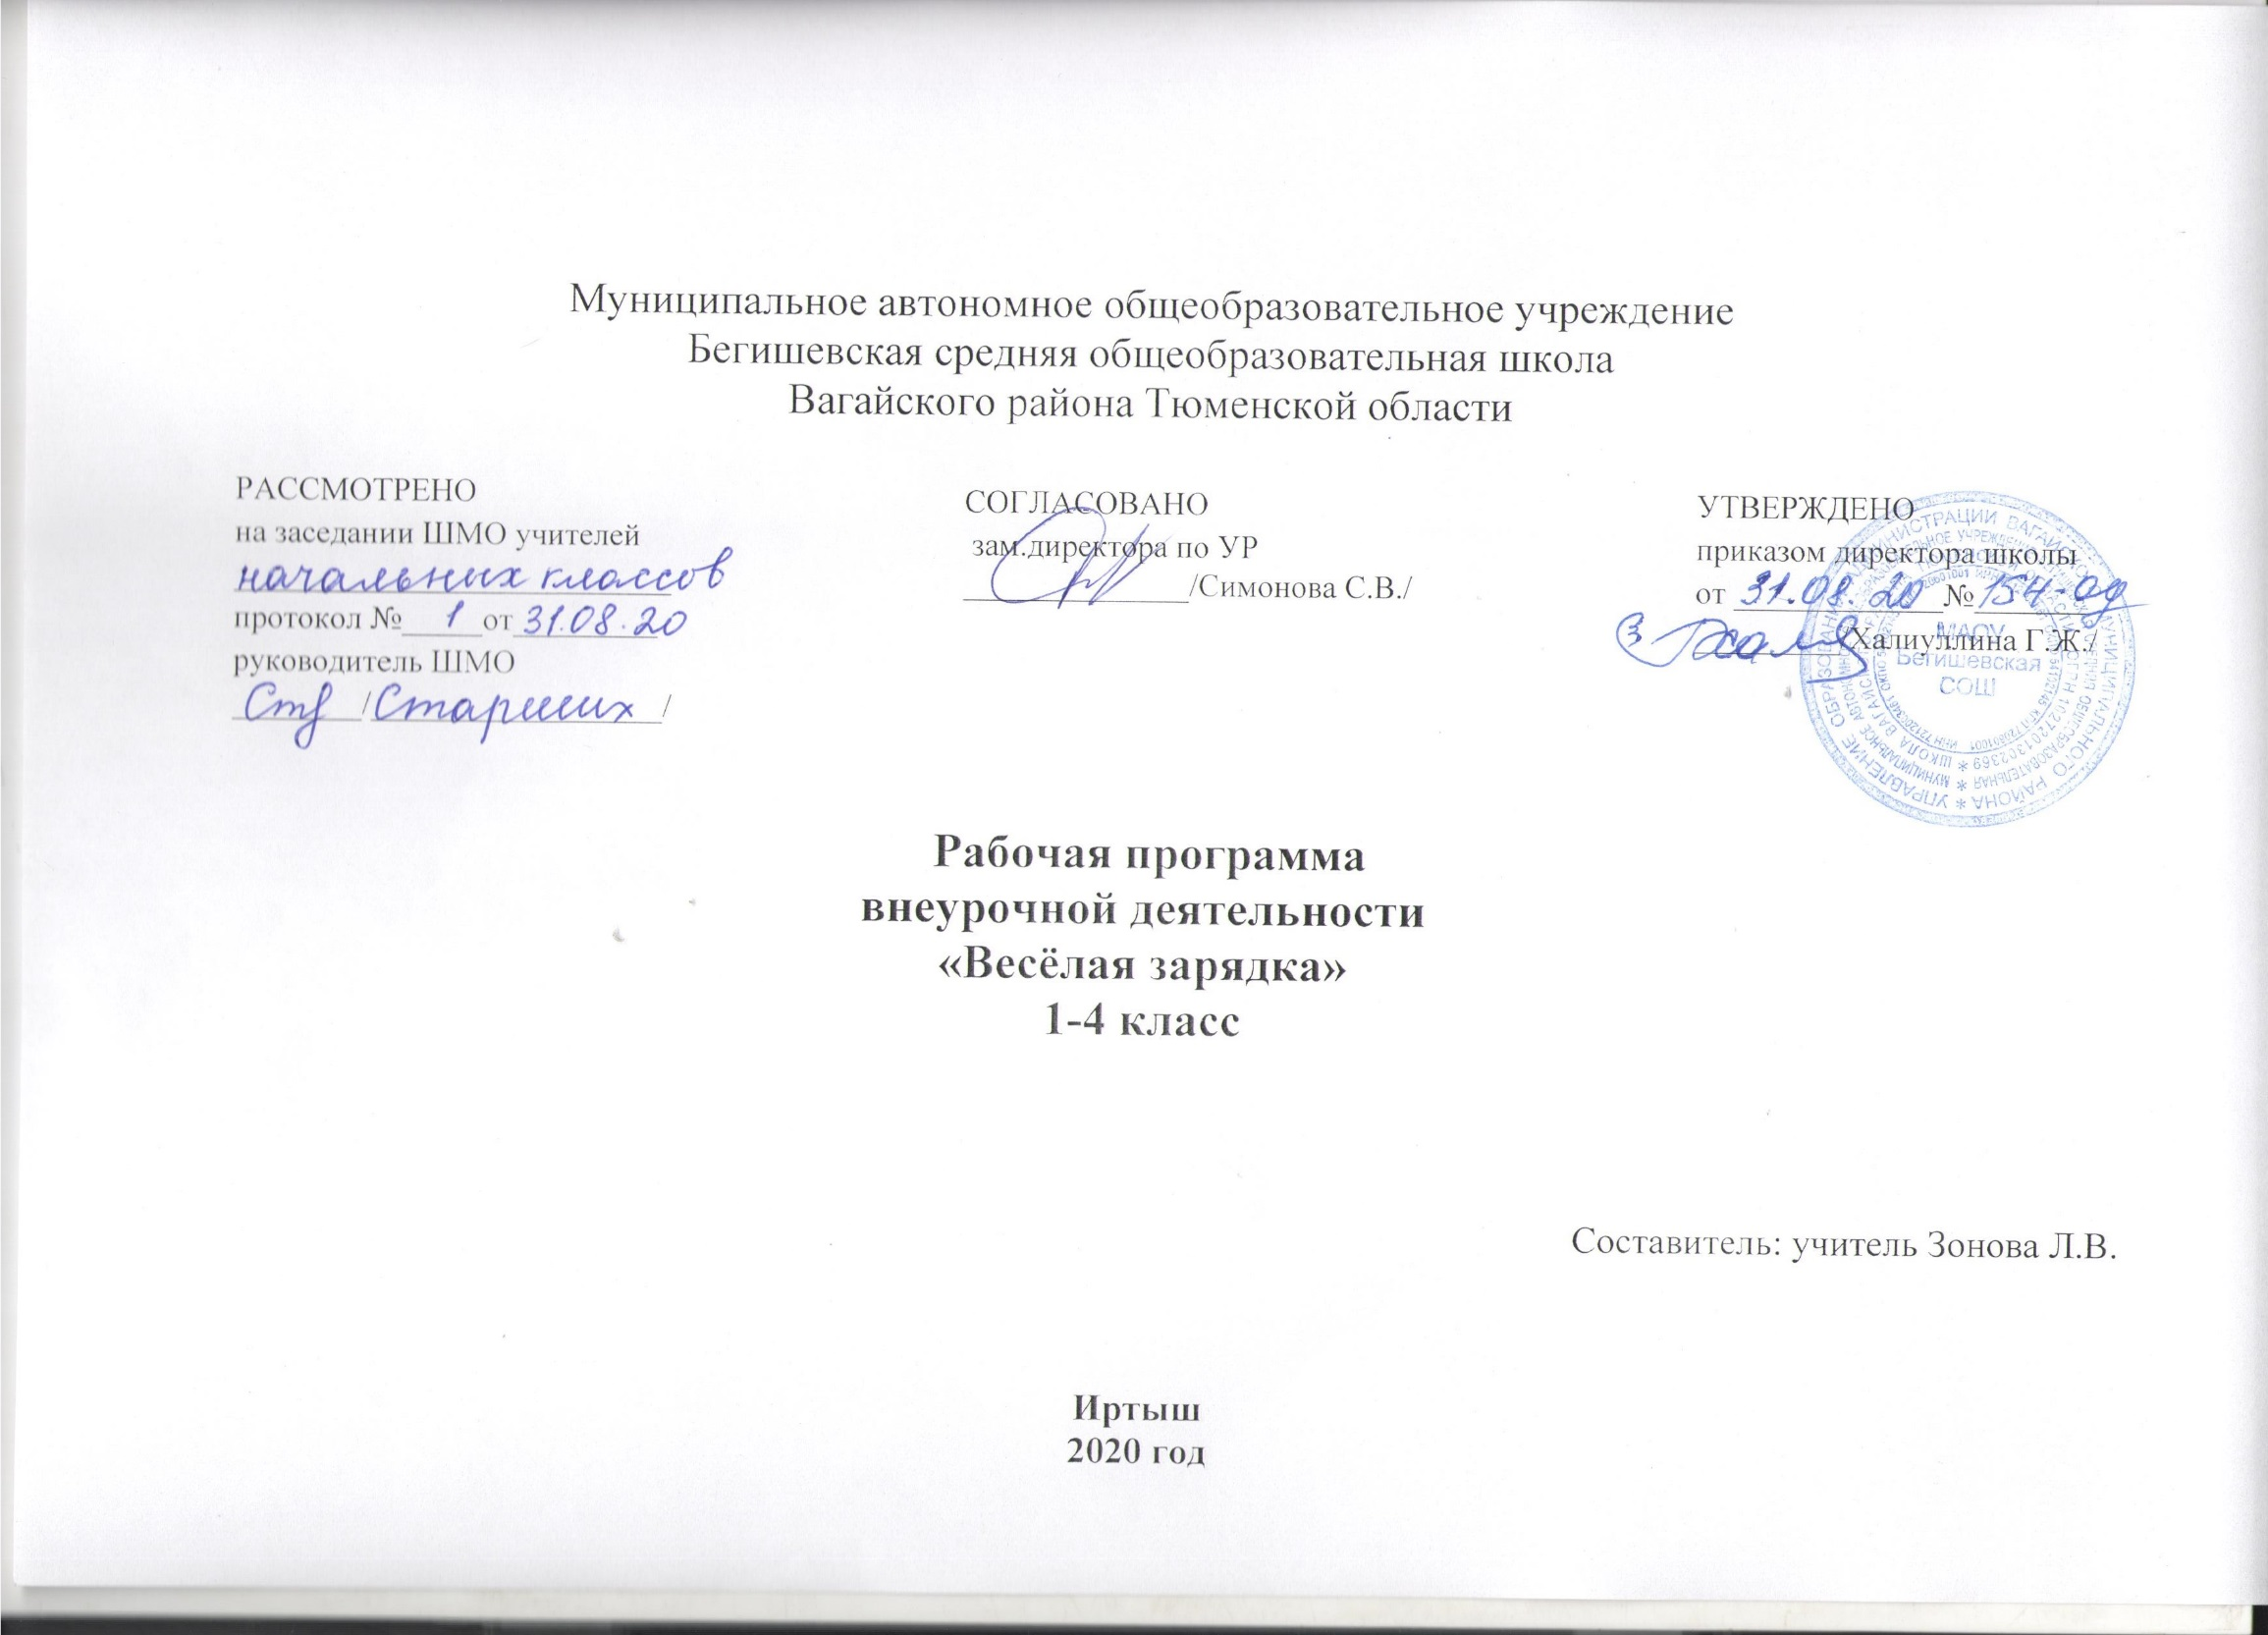 Муниципальное автономное общеобразовательное учреждение
Бегишевская средняя общеобразовательная школа
Вагайского района Тюменской области
РАССМОТРЕНО
на заседании ШМО учителей
начальних классов
протокол № 1 от 31.08.20
руководитель ШМО
/Старших/
СОГЛАСОВАНО
зам.директора по УР
/Симонова С.В./
УТВЕРЖДЕНО
приказом директора школы
от 31.08.20 №154-од
/Халиуллина Г.Ж./
МАОУ
Бегишевская
СОШ
Рабочая программа
внеурочной деятельности
«Весёлая зарядка»
1-4 класс
Составитель: учитель Зонова Л.В.
Иртыш
2020 год